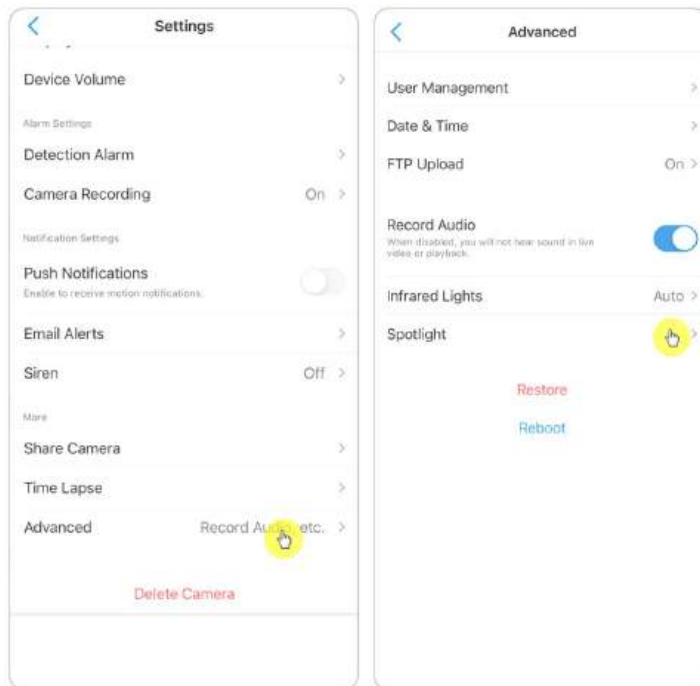 Settings
Device Volume
Alarm Settings
Detection Alarm
Camera Recording On
Notification Settings
Push Notifications
Enable to receive motion notifications.
Email Alerts
Siren Off
More
Share Camera
Time Lapse
Advanced Record Audio, etc.
Delete Camera
Advanced
User Management
Date & Time
FTP Upload On
Record Audio
When disabled, you will not hear sound in live
video or playback.
Infrared Lights Auto
Spotlight
Restore
Reboot